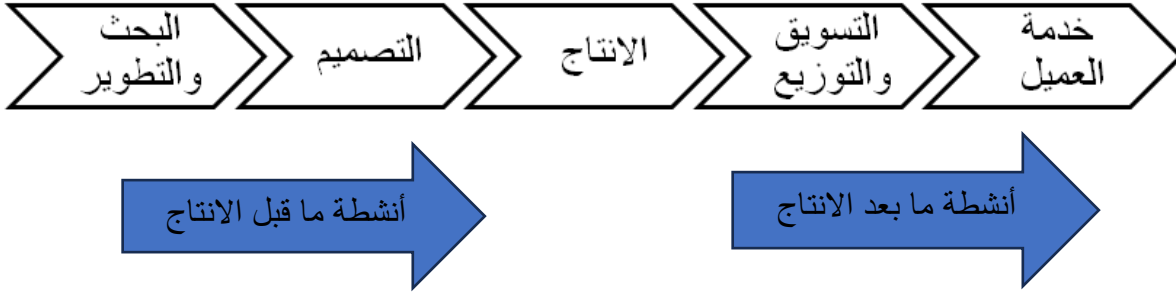 البحث
والتطوير
التصميم
الانتاج
التسويق
والتوزيع
خدمة
العميل
أنشطة ما قبل الانتاج
أنشطة ما بعد الانتاج